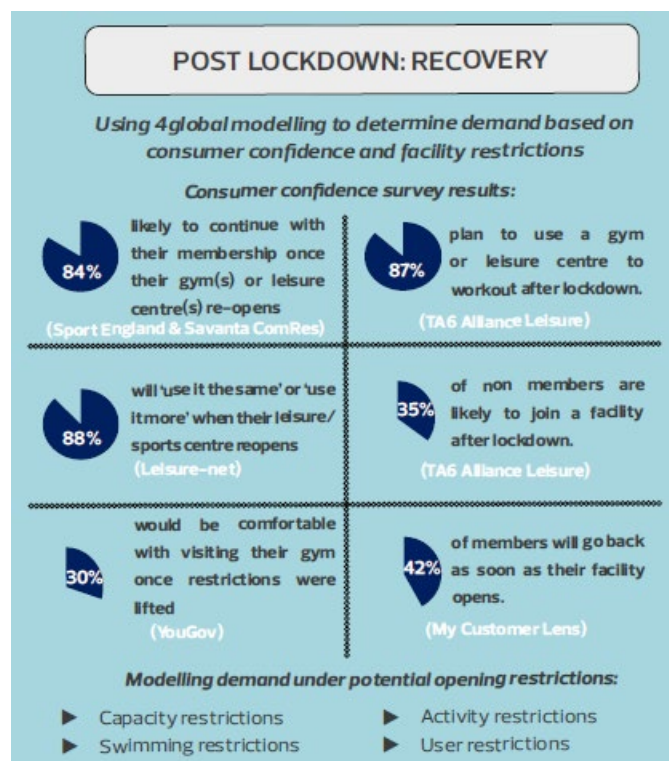 POST LOCKDOWN: RECOVERY
Using 4global modelling to determine demand based on
consumer confidence and facility restrictions
Consumer confidence survey results:
84%
likely to continue with
their membership once
their gym(s) or leisure
centre(s) re-opens
(Sport England & Savanta ComRes)
87%
plan to use a gym
or leisure centre to
workout after lockdown.
(TA6 Alliance Leisure)
88%
will ‘use it the same’ or ‘use
it more’ when their leisure/
sports centre reopens
(Leisure-net)
35%
of non members are
likely to join a facility
after lockdown.
(TA6 Alliance Leisure)
30%
would be comfortable
with visiting their gym
once restrictions were
lifted
(YouGov)
42%
of members will go back
as soon as their facility
opens.
(My Customer Lens)
Modelling demand under potential opening restrictions:
► Capacity restrictions
► Swimming restrictions
► Activity restrictions
► User restrictions